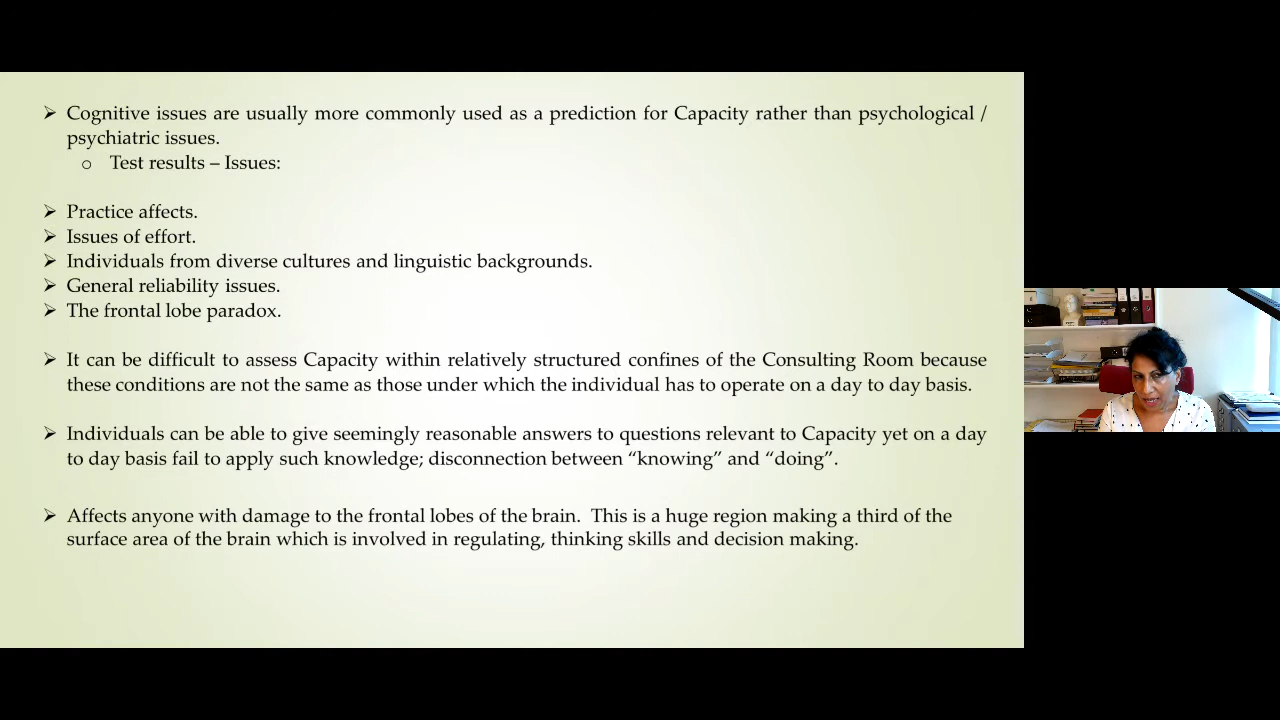 ➢ Cognitive issues are usually more commonly used as a prediction for Capacity rather than psychological /
psychiatric issues.
o Test results – Issues:
➢ Practice affects.
➢ Issues of effort.
➢ Individuals from diverse cultures and linguistic backgrounds.
➢ General reliability issues.
➢ The frontal lobe paradox.
➢ It can be difficult to assess Capacity within relatively structured confines of the Consulting Room because
these conditions are not the same as those under which the individual has to operate on a day to day basis.
➢ Individuals can be able to give seemingly reasonable answers to questions relevant to Capacity yet on a day
to day basis fail to apply such knowledge; disconnection between “knowing” and “doing”.
➢ Affects anyone with damage to the frontal lobes of the brain.  This is a huge region making a third of the
surface area of the brain which is involved in regulating, thinking skills and decision making.